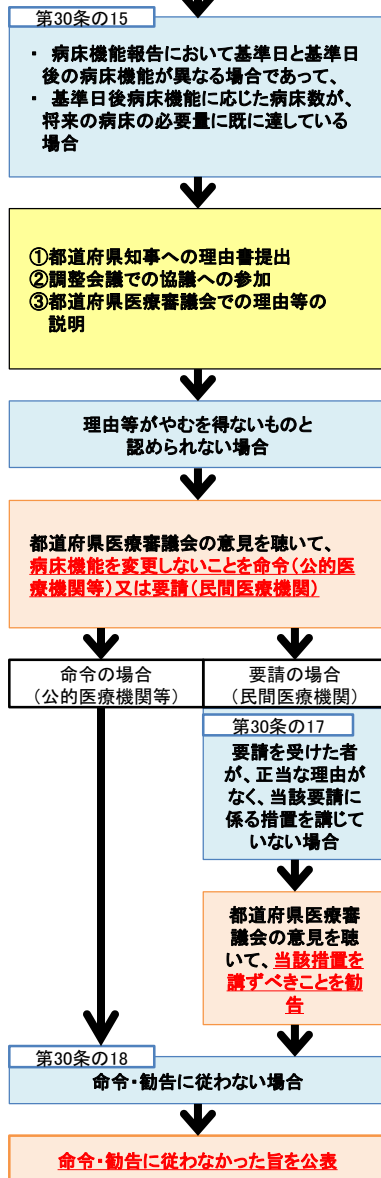 第30条の15
・ 病床機能報告において基準日と基準日
後の病床機能が異なる場合であって、
・ 基準日後病床機能に応じた病床数が、
将来の病床の必要量に既に達している
場合
①都道府県知事への理由書提出
②調整会議での協議への参加
③都道府県医療審議会での理由等の
説明
理由等がやむを得ないものと
認められない場合
都道府県医療審議会の意見を聴いて、
病床機能を変更しないことを命令(公的医
療機関等)又は要請(民間医療機関)
命令の場合
(公的医療機関等)
要請の場合
(民間医療機関)
第30条の17
要請を受けた者
が、正当な理由が
なく、当該要請に
係る措置を講じて
いない場合
都道府県医療審
議会の意見を聴
いて、当該措置を
講ずべきことを勧
告
第30条の18
命令・勧告に従わない場合
命令・勧告に従わなかった旨を公表